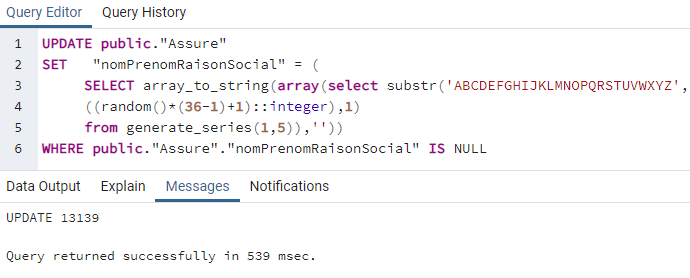 Query Editor Query History
1 UPDATE public."Assure"
2 SET   "nomPrenomRaisonSocial" = (
3      SELECT array_to_string(array(select substr('ABCDEFGHIJKLMNOPQRSTUVWXYZ',
4      ((random()*(36-1)+1)::integer),1)
5      from generate_series(1,5)),''))
6 WHERE public."Assure"."nomPrenomRaisonSocial" IS NULL
Data Output Explain Messages Notifications
UPDATE 13139
Query returned successfully in 539 msec.